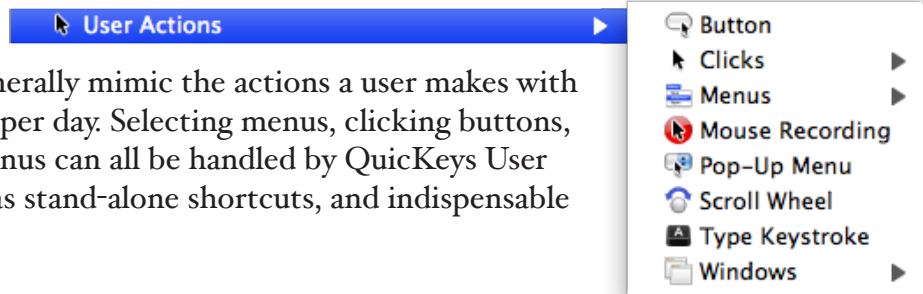 User Actions
nerally mimic the actions a user makes with
per day. Selecting menus, clicking buttons,
nus can all be handled by QuicKeys User
as stand-alone shortcuts, and indispensable
Button
Clicks
Menus
Mouse Recording
Pop-Up Menu
Scroll Wheel
Type Keystroke
Windows